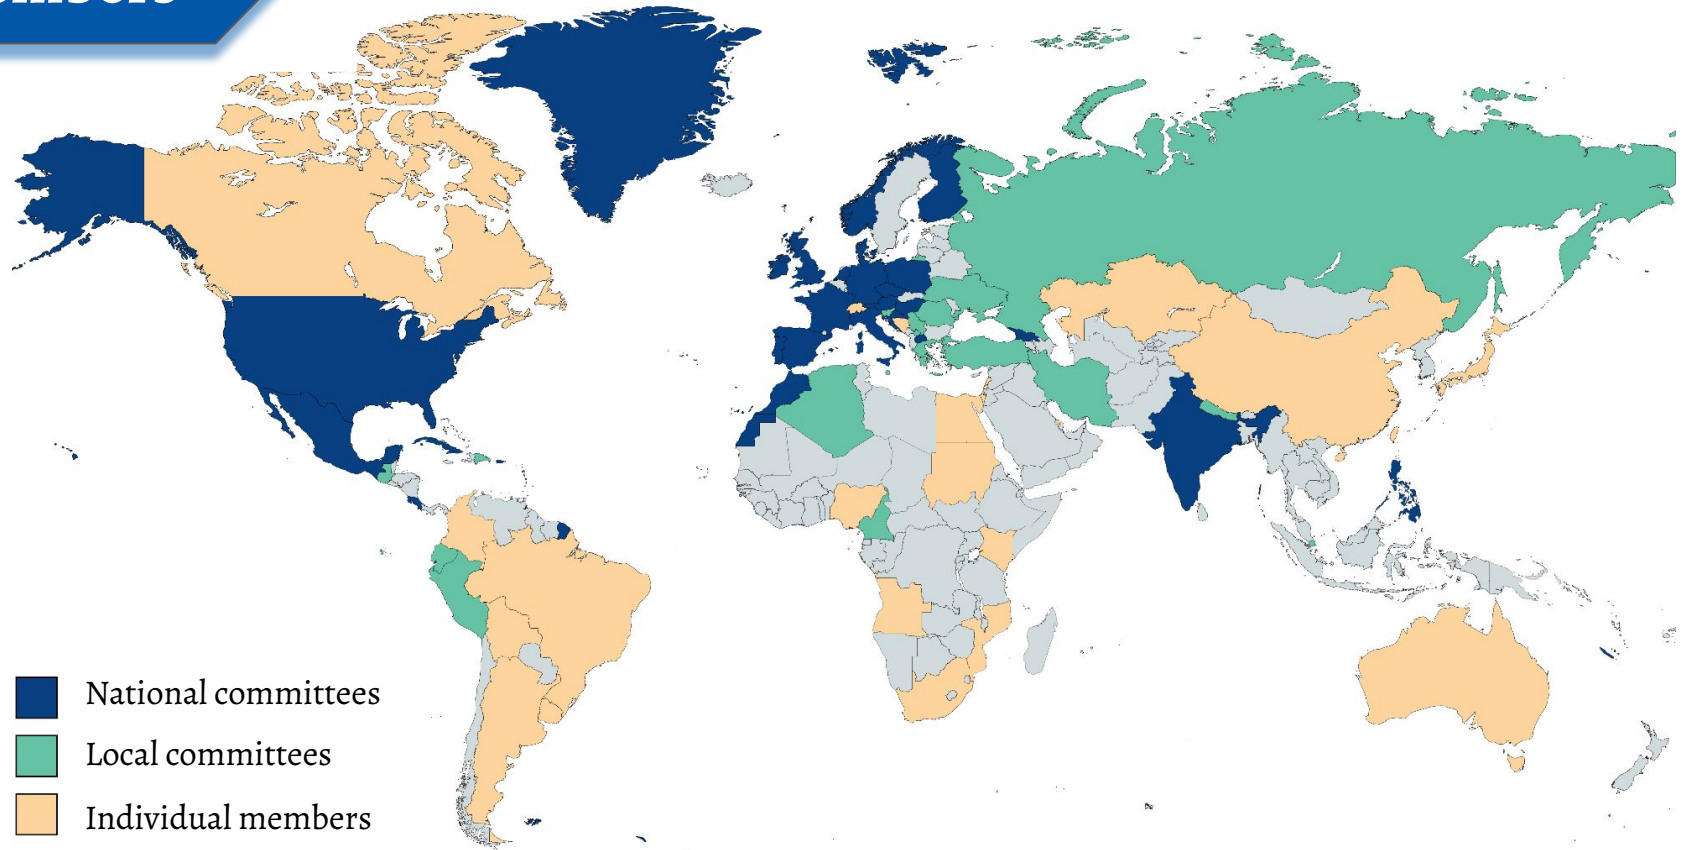 National committees
Local committees
Individual members